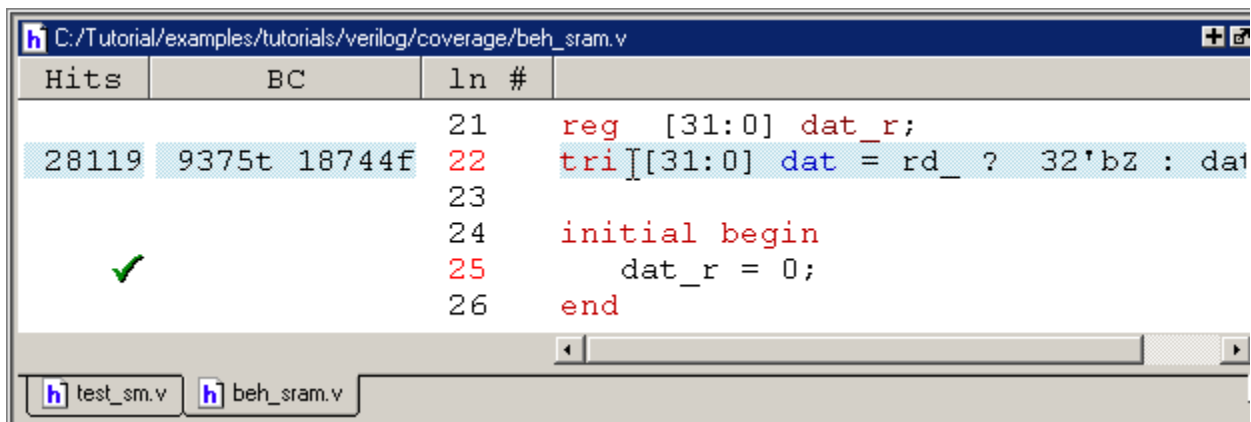 C:/Tutorial/examples/tutorials/verilog/coverage/beh_sram.v
Hits BC ln #
21 reg [31:0] dat_r;
28119 9375t 18744f 22 tri [31:0] dat = rd_ ? 32'bZ : dat
23
24 initial begin
✓ 25 dat_r = 0;
26 end
h test_sm.v h beh_sram.v